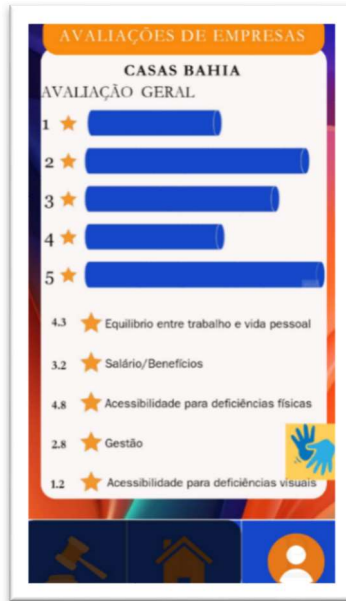 AVALIAÇÕES DE EMPRESAS
CASAS BAHIA
AVALIAÇÃO GERAL
1
2
3
4
5
4.3 Equilibrio entre trabalho e vida pessoal
3.2 Salário/Benefícios
4.8 Acessibilidade para deficiências físicas
2.8 Gestão
1.2 Acessibilidade para deficiências visuais